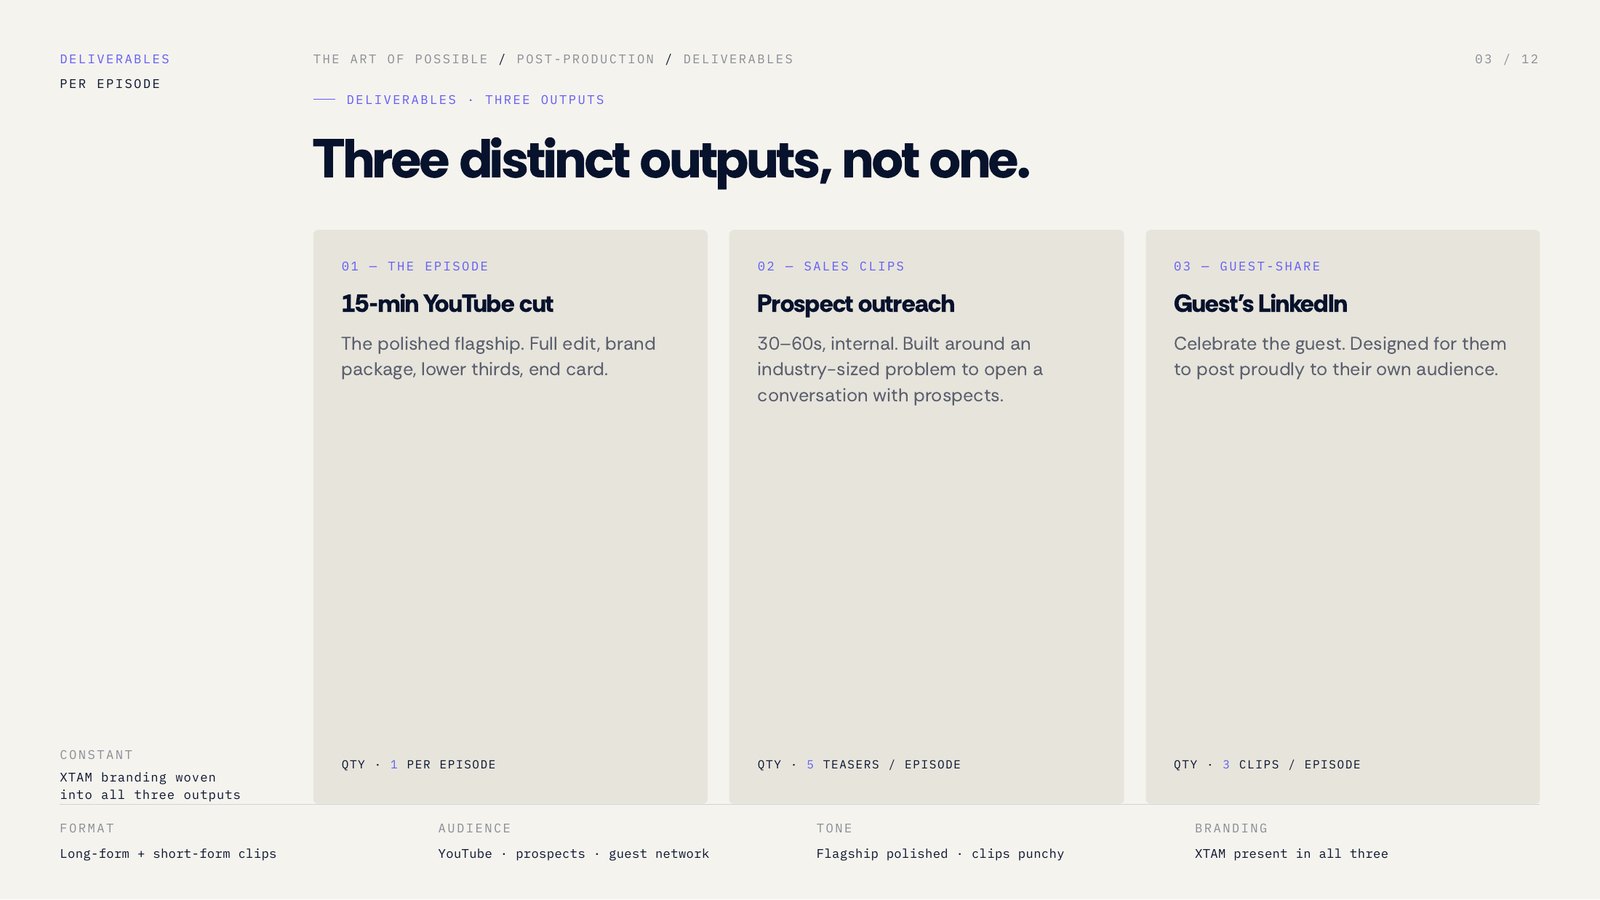 DELIVERABLES
PER EPISODE
THE ART OF POSSIBLE / POST-PRODUCTION / DELIVERABLES
03 / 12
— DELIVERABLES · THREE OUTPUTS
Three distinct outputs, not one.
01 — THE EPISODE
15-min YouTube cut
The polished flagship. Full edit, brand
package, lower thirds, end card.
QTY · 1 PER EPISODE
02 — SALES CLIPS
Prospect outreach
30–60s, internal. Built around an
industry-sized problem to open a
conversation with prospects.
QTY · 5 TEASERS / EPISODE
03 — GUEST-SHARE
Guest’s LinkedIn
Celebrate the guest. Designed for them
to post proudly to their own audience.
QTY · 3 CLIPS / EPISODE
CONSTANT
XTAM branding woven
into all three outputs
FORMAT
Long-form + short-form clips
AUDIENCE
YouTube · prospects · guest network
TONE
Flagship polished · clips punchy
BRANDING
XTAM present in all three